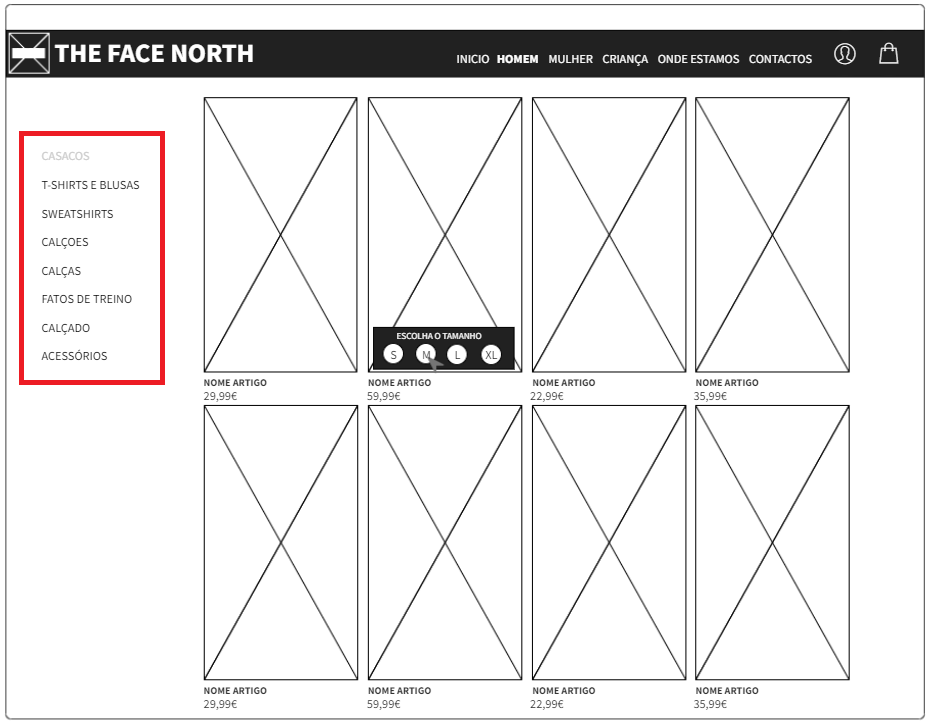 THE FACE NORTH
INICIO HOMEM MULHER CRIANÇA ONDE ESTAMOS CONTACTOS
CASACOS
T-SHIRTS E BLUSAS
SWEATSHIRTS
CALÇOES
CALÇAS
FATOS DE TREINO
CALÇADO
ACESSÓRIOS
ESCOLHA O TAMANHO
S M L XL
NOME ARTIGO NOME ARTIGO NOME ARTIGO NOME ARTIGO
29,99€ 59,99€ 22,99€ 35,99€
NOME ARTIGO NOME ARTIGO NOME ARTIGO NOME ARTIGO
29,99€ 59,99€ 22,99€ 35,99€